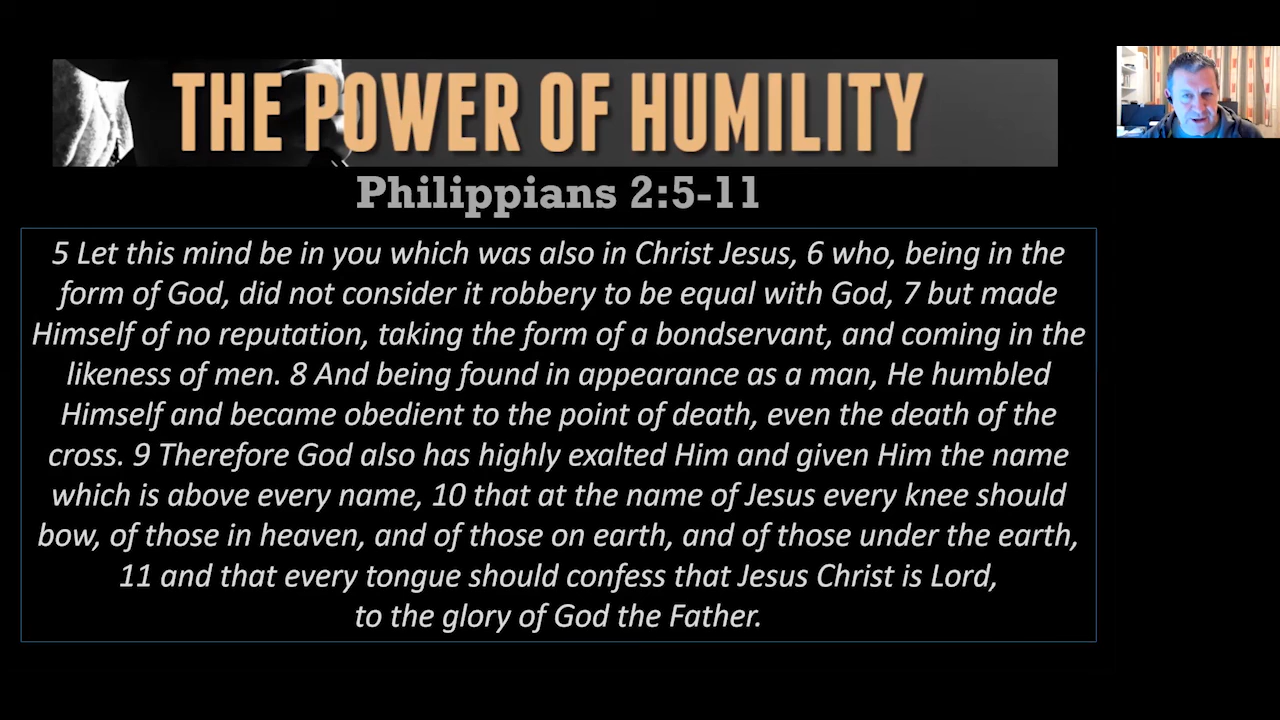 THE POWER OF HUMILITY
Philippians 2:5-11
5 Let this mind be in you which was also in Christ Jesus, 6 who, being in the
form of God, did not consider it robbery to be equal with God, 7 but made
Himself of no reputation, taking the form of a bondservant, and coming in the
likeness of men. 8 And being found in appearance as a man, He humbled
Himself and became obedient to the point of death, even the death of the
cross. 9 Therefore God also has highly exalted Him and given Him the name
which is above every name, 10 that at the name of Jesus every knee should
bow, of those in heaven, and of those on earth, and of those under the earth,
11 and that every tongue should confess that Jesus Christ is Lord,
to the glory of God the Father.